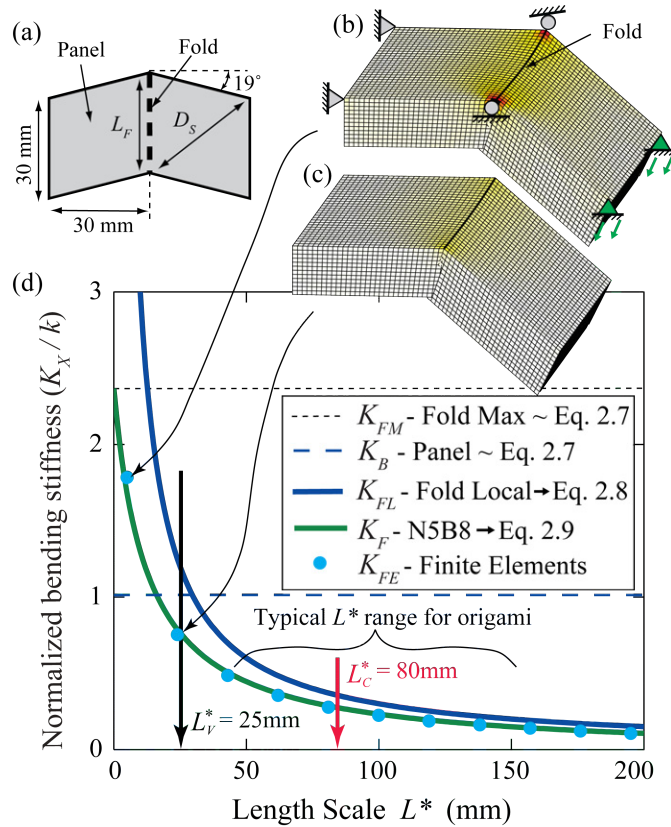 (a)
Panel
Fold
19°
L_F
D_S
30 mm
30 mm
(b)
Fold
(c)
(d)
Normalized bending stiffness (K_X / k)
3
2
1
0
K_FM - Fold Max ~ Eq. 2.7
K_B - Panel ~ Eq. 2.7
K_FL - Fold Local→Eq. 2.8
K_F - N5B8→Eq. 2.9
K_FE - Finite Elements
Typical L* range for origami
L*_C = 80mm
L*_V = 25mm
0 50 100 150 200
Length Scale L* (mm)